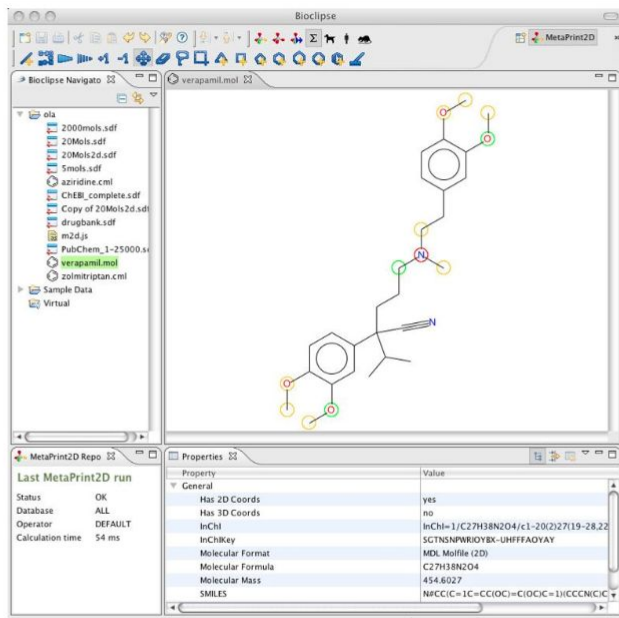 Bioclipse
MetaPrint2D
Bioclipse Navigato
verapamil.mol
ola
2000mols.sdf
20Mols.sdf
20Mols2d.sdf
5mols.sdf
aziridine.cml
ChEBI_complete.sdf
Copy of 20Mols2d.sdf
drugbank.sdf
m2d.js
PubChem_1-25000.s
verapamil.mol
zolmitriptan.cml
Sample Data
Virtual
O
O
N
N
O
O
MetaPrint2D Repo
Last MetaPrint2D run
Status OK
Database ALL
Operator DEFAULT
Calculation time 54 ms
Properties
Property Value
General
Has 2D Coords yes
Has 3D Coords no
InChI InChI=1/C27H38N2O4/c1-20(2)27(19-28,22
InChIKey SGTNSNPWRIOYBX-UHFFFAOYAY
Molecular Format MDL Molfile (2D)
Molecular Formula C27H38N2O4
Molecular Mass 454.6027
SMILES N#CC(C=1C=CC(OC)=C(OC)C=1)(CCCN(C)C